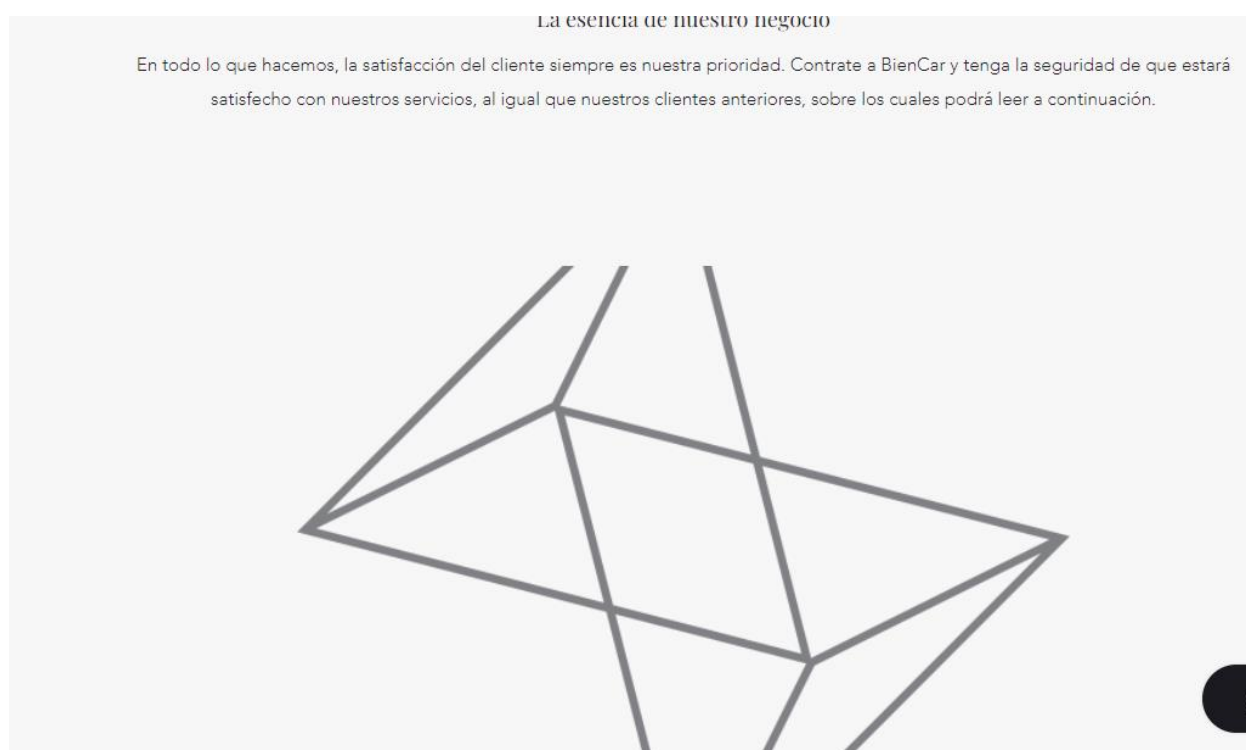 La esencia de nuestro negocio
En todo lo que hacemos, la satisfacción del cliente siempre es nuestra prioridad. Contrate a BienCar y tenga la seguridad de que estará
satisfecho con nuestros servicios, al igual que nuestros clientes anteriores, sobre los cuales podrá leer a continuación.